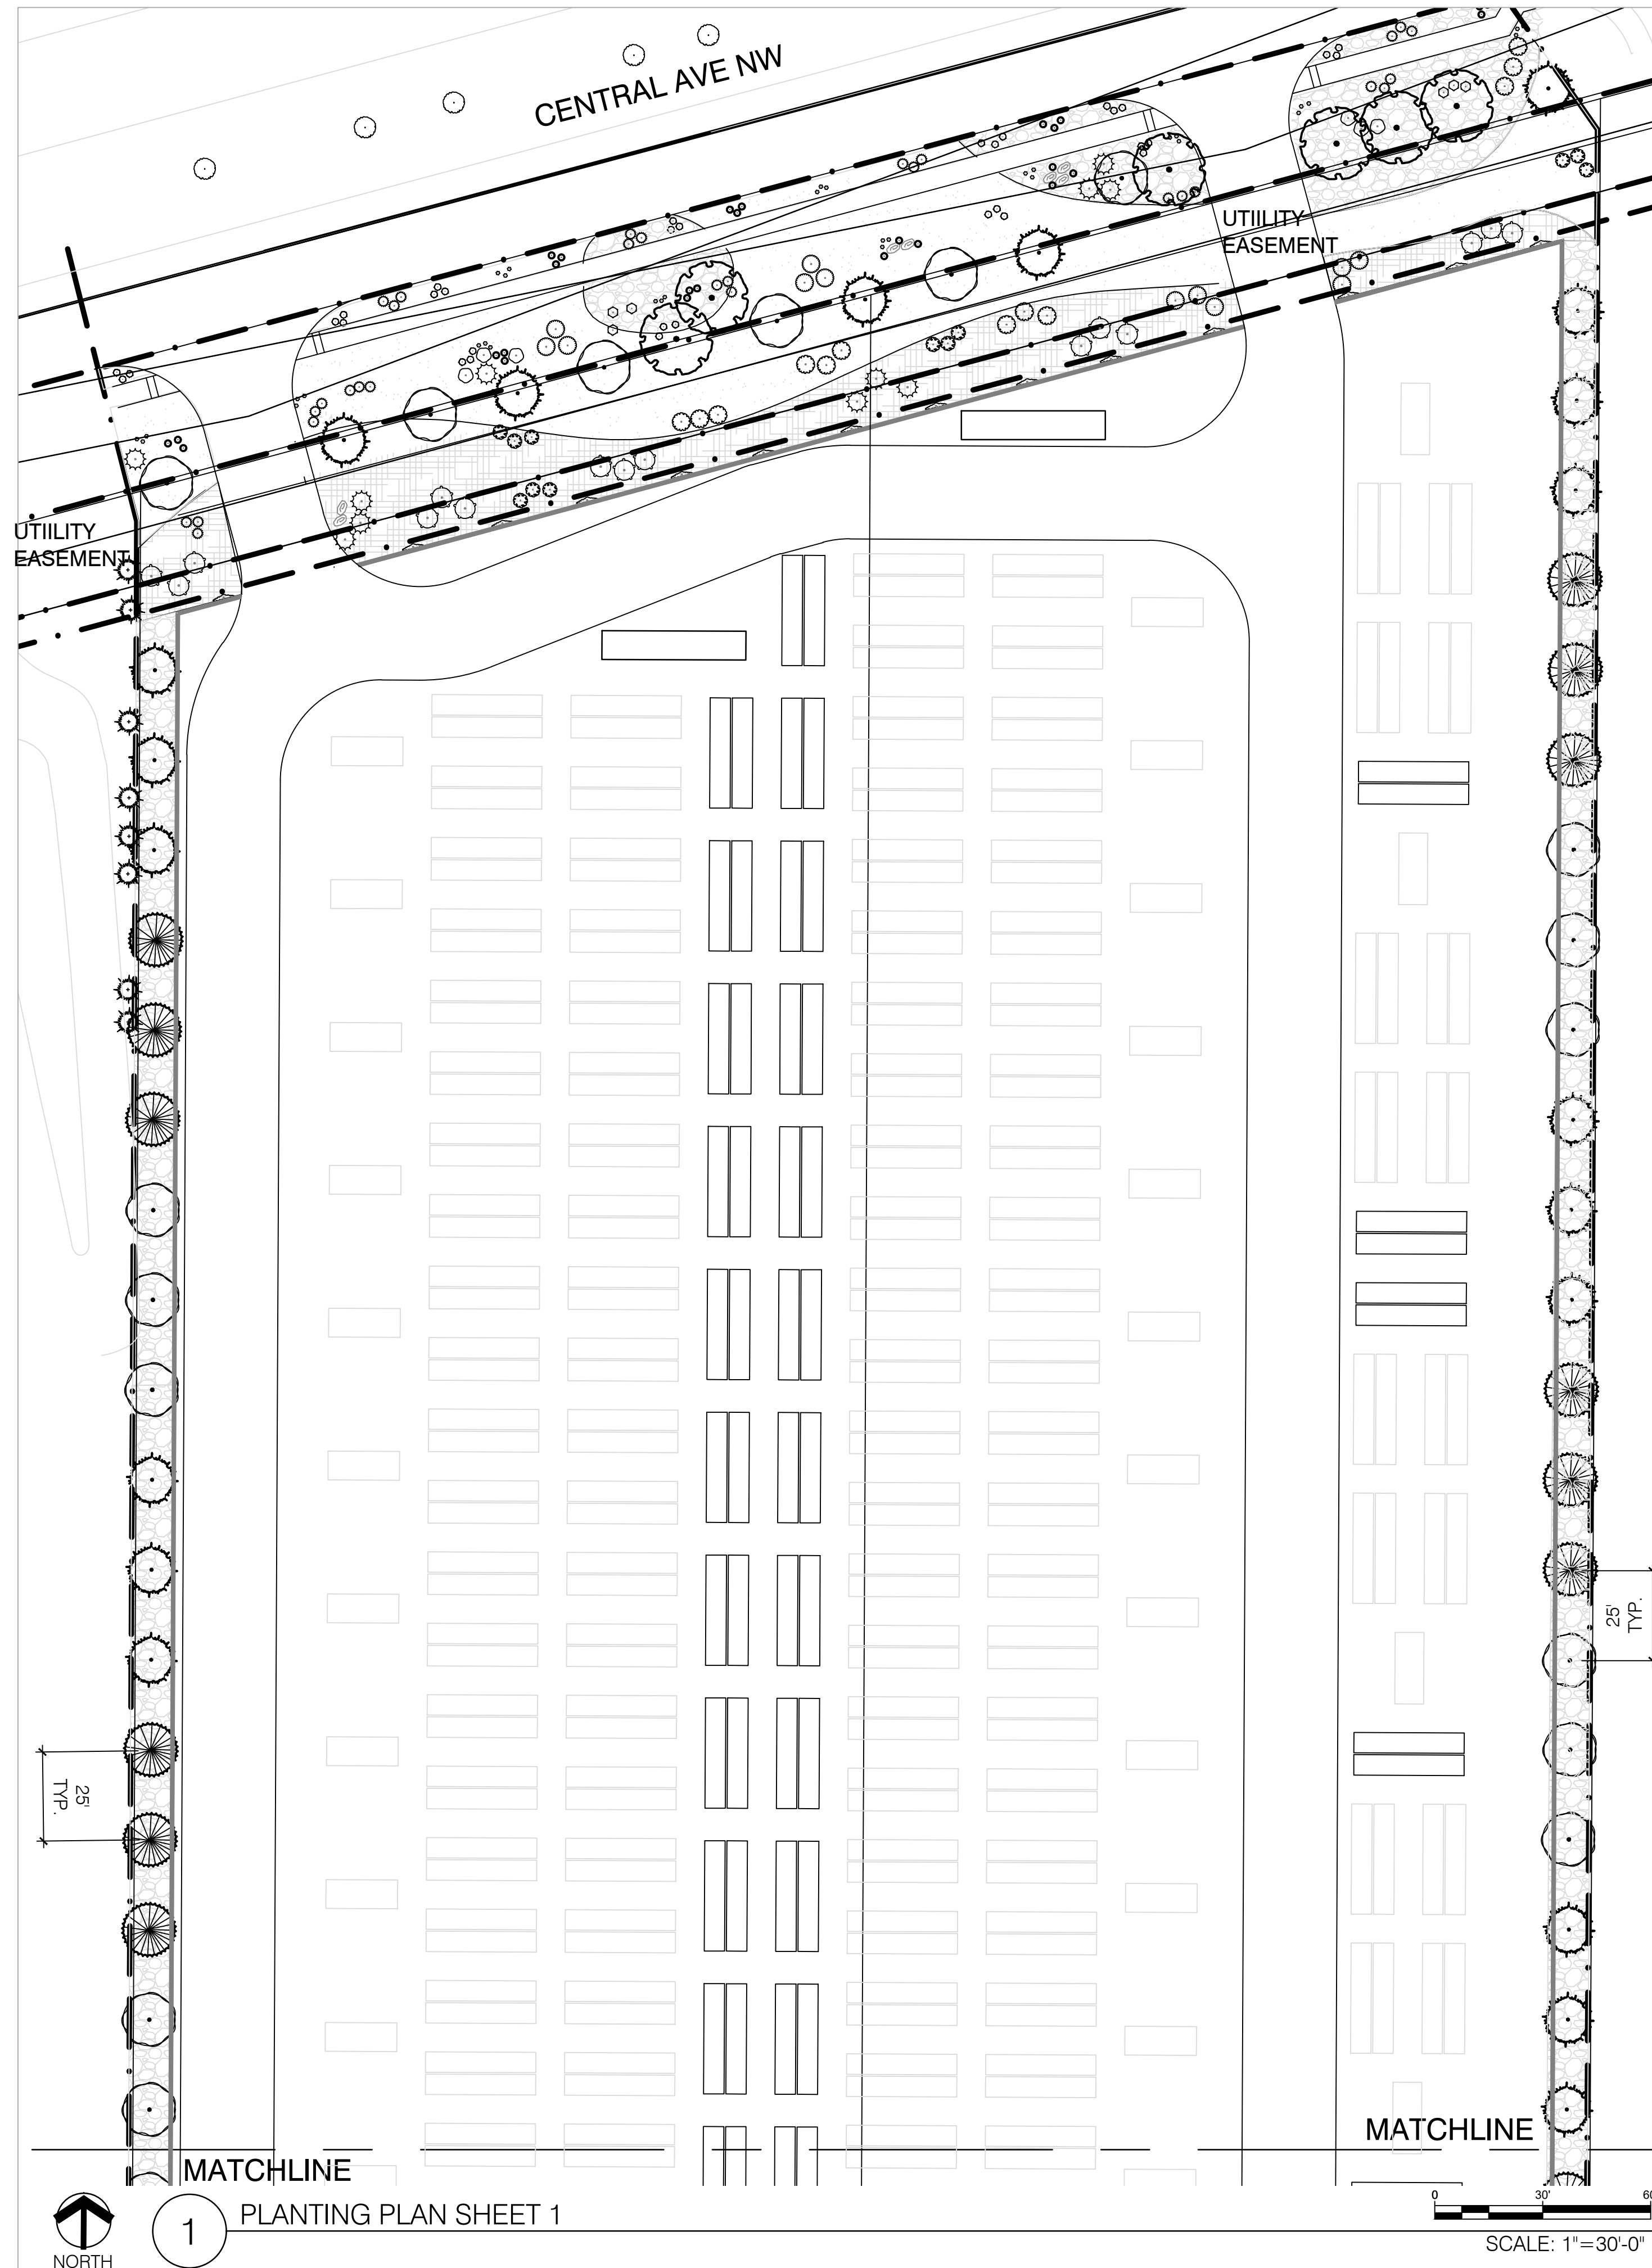 CENTRAL AVE NW
UTIILITY
EASEMENT
UTIILITY
EASEMENT
25'
TYP.
25'
TYP.
MATCHLINE
MATCHLINE
1
PLANTING PLAN SHEET 1
NORTH
0 30' 60
SCALE: 1"=30'-0"